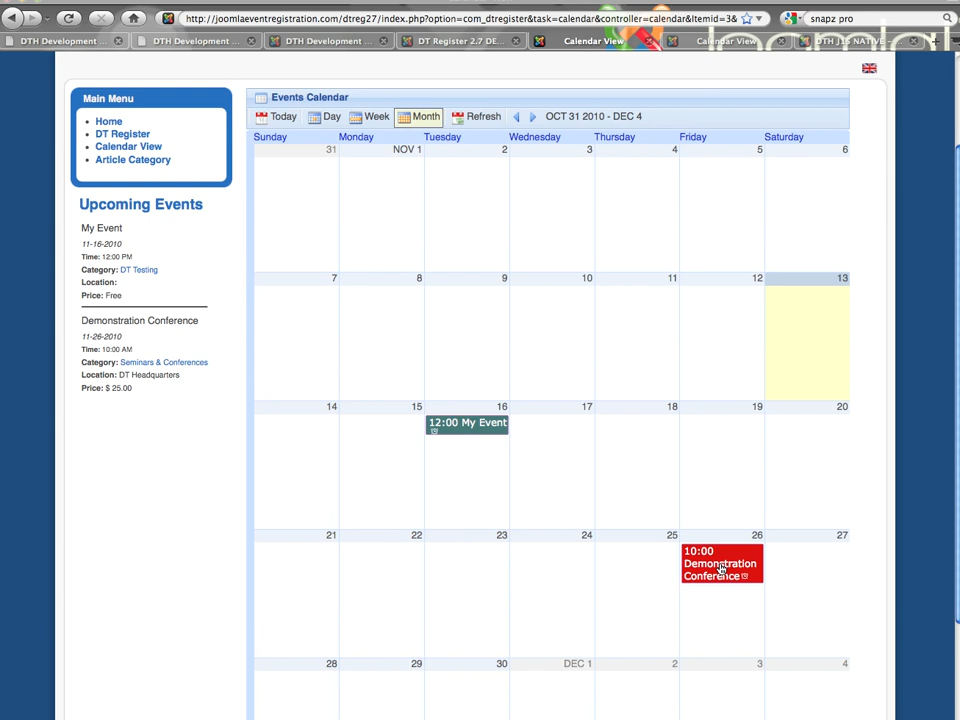 http://joomlaeventregistration.com/dtreg27/index.php?option=com_dtregister&task=calendar&controller=calendar&Itemid=3&
snapz pro
DTH Development
DTH Development ...
DTH Development ...
DT Register 2.7 DE...
Calendar View
Calendar View
DTH J15 NATIVE -...
Main Menu
Home
DT Register
Calendar View
Article Category
Upcoming Events
My Event
11-16-2010
Time: 12:00 PM
Category: DT Testing
Location:
Price: Free
Demonstration Conference
11-26-2010
Time: 10:00 AM
Category: Seminars & Conferences
Location: DT Headquarters
Price: $ 25.00
Events Calendar
Today Day Week Month Refresh OCT 31 2010 - DEC 4
Sunday Monday Tuesday Wednesday Thursday Friday Saturday
31 NOV 1 2 3 4 5 6
7 8 9 10 11 12 13
14 15 16 17 18 19 20
12:00 My Event
21 22 23 24 25 26 27
10:00
Demonstration
Conference
28 29 30 DEC 1 2 3 4